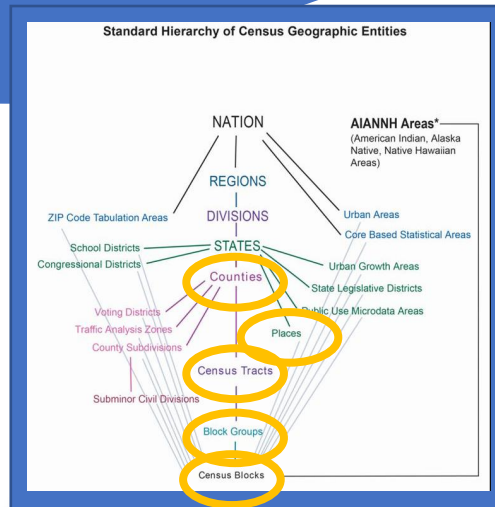 Standard Hierarchy of Census Geographic Entities
NATION
AIANNH Areas*
(American Indian, Alaska
Native, Native Hawaiian
Areas)
REGIONS
ZIP Code Tabulation Areas
DIVISIONS
Urban Areas
Core Based Statistical Areas
School Districts
STATES
Congressional Districts
Urban Growth Areas
Counties
State Legislative Districts
Voting Districts
Public Use Microdata Areas
Traffic Analysis Zones
Places
County Subdivisions
Census Tracts
Subminor Civil Divisions
Block Groups
Census Blocks